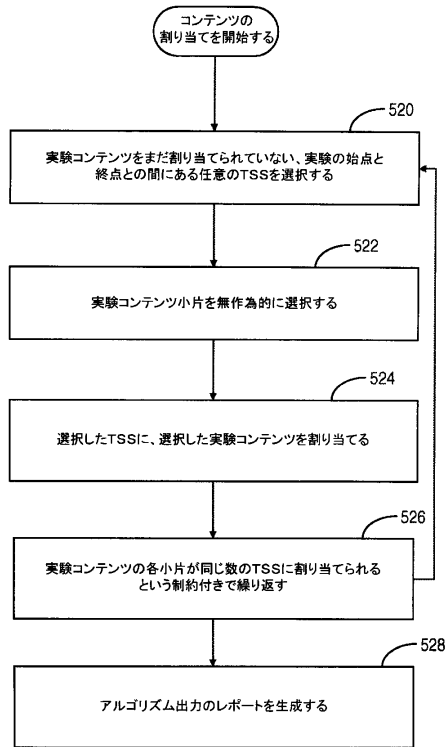 コンテンツの
割り当てを開始する
520
実験コンテンツをまだ割り当てられていない、実験の始点と
終点との間にある任意のTSSを選択する
522
実験コンテンツ小片を無作為的に選択する
524
選択したTSSに、選択した実験コンテンツを割り当てる
526
実験コンテンツの各小片が同じ数のTSSに割り当てられる
という制約付きで繰り返す
528
アルゴリズム出力のレポートを生成する